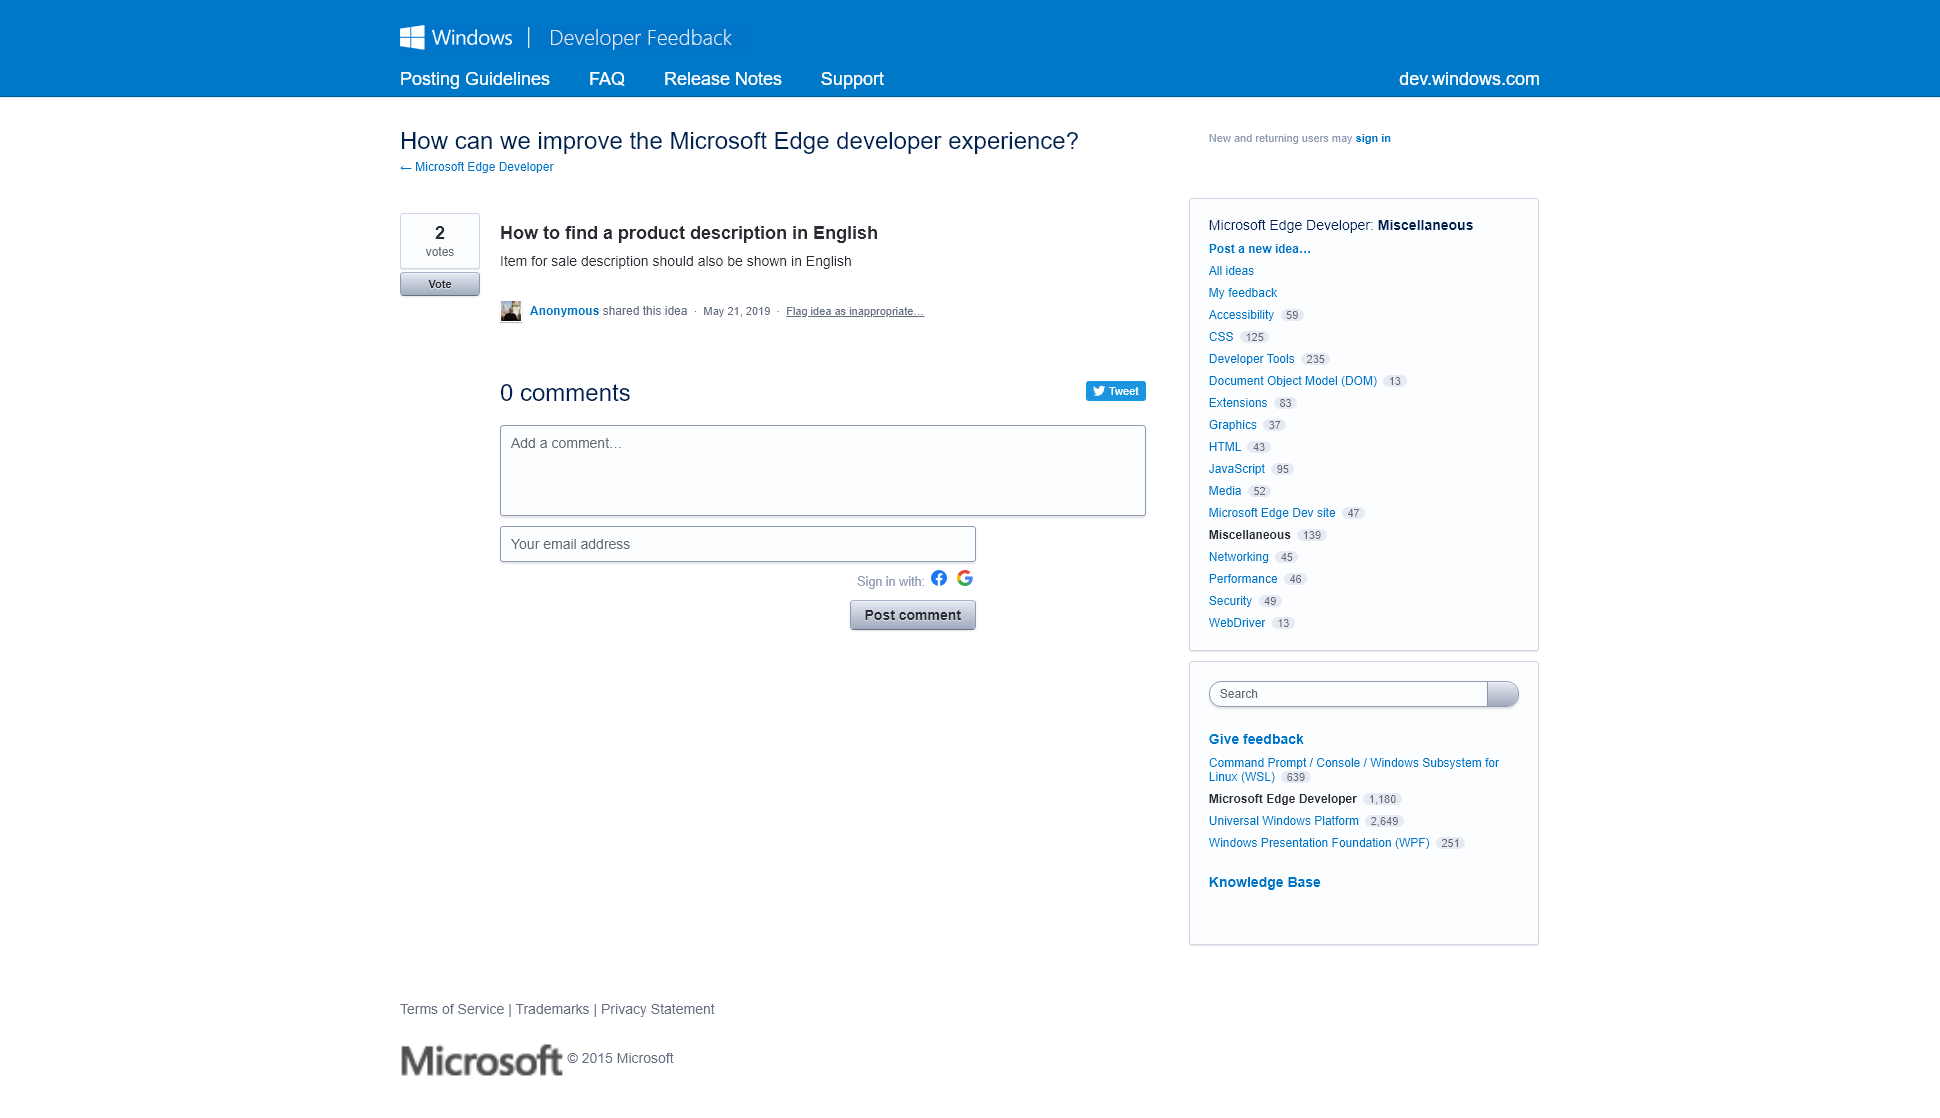 Windows | Developer Feedback
Posting Guidelines FAQ Release Notes Support dev.windows.com
How can we improve the Microsoft Edge developer experience?
← Microsoft Edge Developer
New and returning users may sign in
2
votes
Vote
How to find a product description in English
Item for sale description should also be shown in English
Anonymous shared this idea · May 21, 2019 · Flag idea as inappropriate…
0 comments
Tweet
Add a comment…
Your email address
Sign in with:
Post comment
Microsoft Edge Developer: Miscellaneous
Post a new idea…
All ideas
My feedback
Accessibility 59
CSS 125
Developer Tools 235
Document Object Model (DOM) 13
Extensions 83
Graphics 37
HTML 43
JavaScript 95
Media 52
Microsoft Edge Dev site 47
Miscellaneous 139
Networking 45
Performance 46
Security 49
WebDriver 13
Search
Give feedback
Command Prompt / Console / Windows Subsystem for
Linux (WSL) 639
Microsoft Edge Developer 1,180
Universal Windows Platform 2,649
Windows Presentation Foundation (WPF) 251
Knowledge Base
Terms of Service | Trademarks | Privacy Statement
Microsoft © 2015 Microsoft